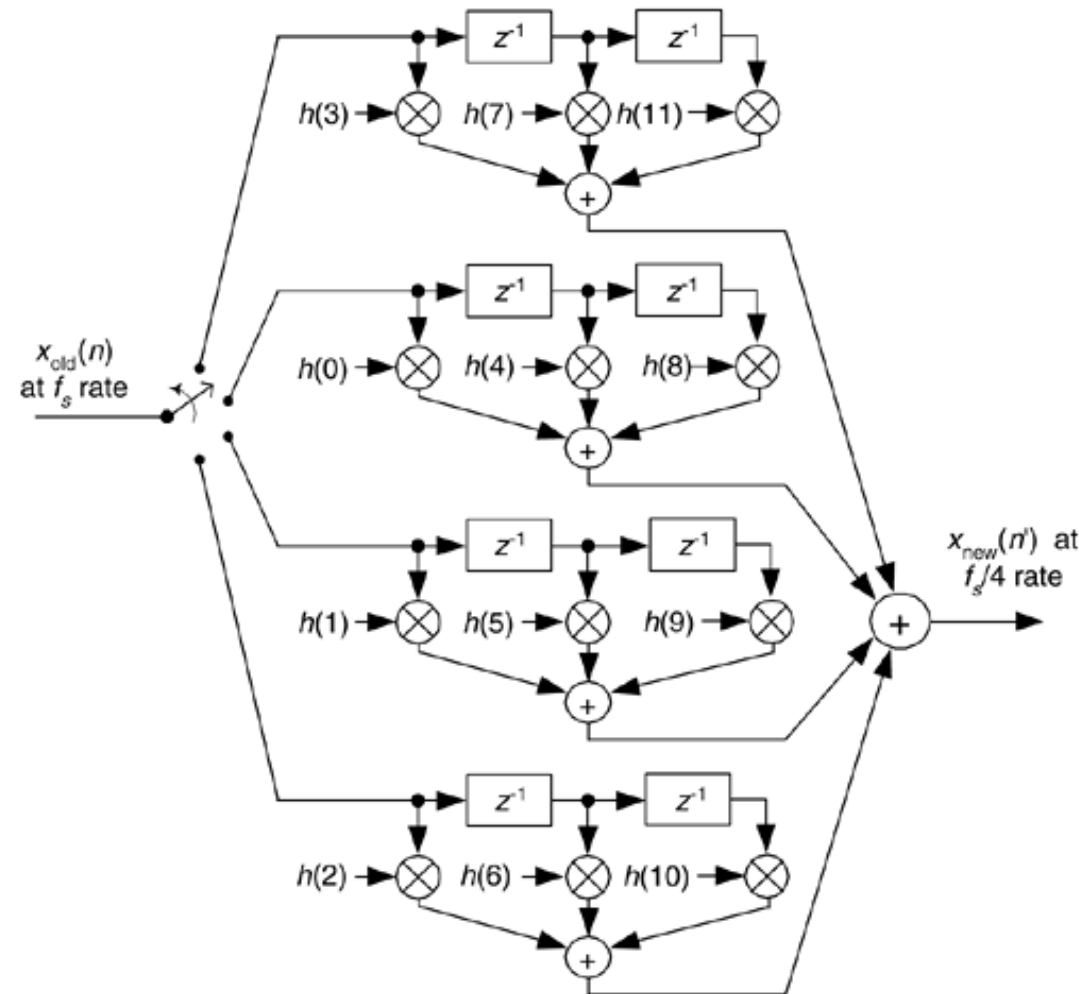 z⁻¹ z⁻¹
h(3) h(7) h(11)
+
z⁻¹ z⁻¹
x_old(n)
at f_s rate
h(0) h(4) h(8)
+
z⁻¹ z⁻¹
x_new(n') at
f_s/4 rate
h(1) h(5) h(9)
+
+
z⁻¹ z⁻¹
h(2) h(6) h(10)
+